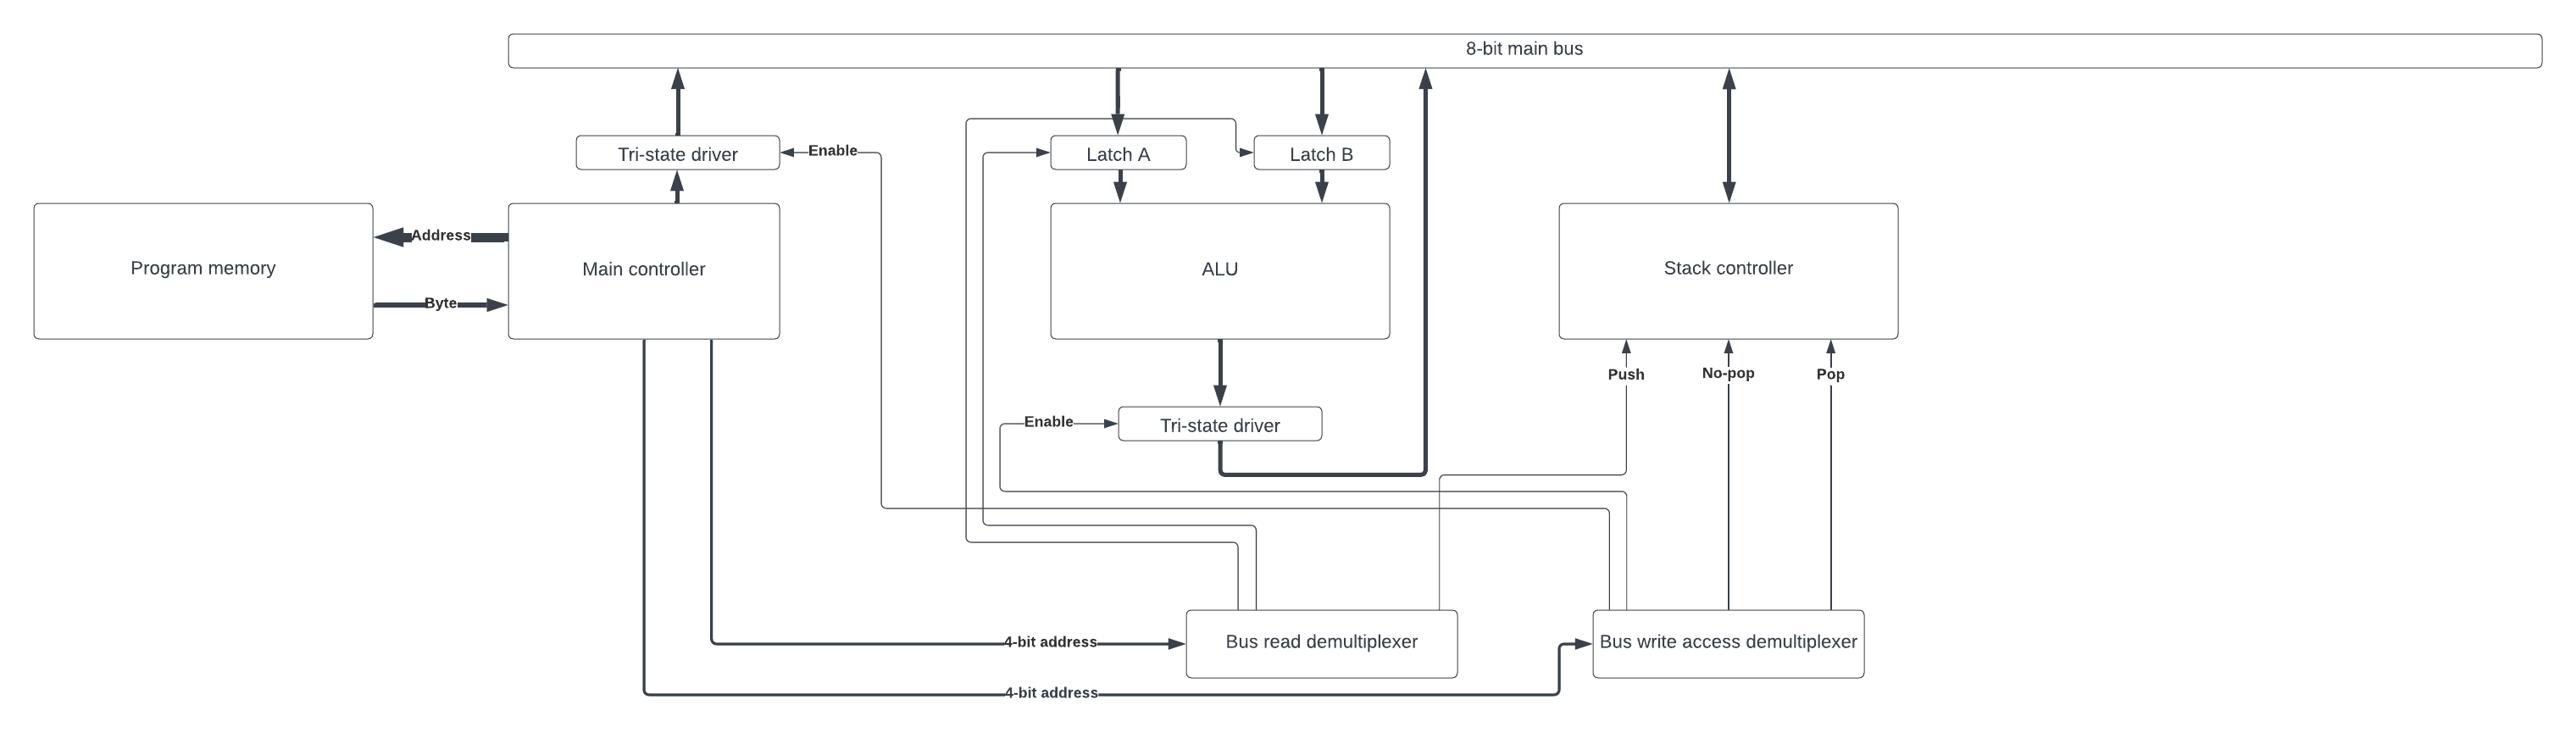 8-bit main bus
Tri-state driver
Enable
Latch A
Latch B
Program memory
Address
Byte
Main controller
ALU
Stack controller
Push
No-pop
Pop
Enable
Tri-state driver
4-bit address
Bus read demultiplexer
Bus write access demultiplexer
4-bit address